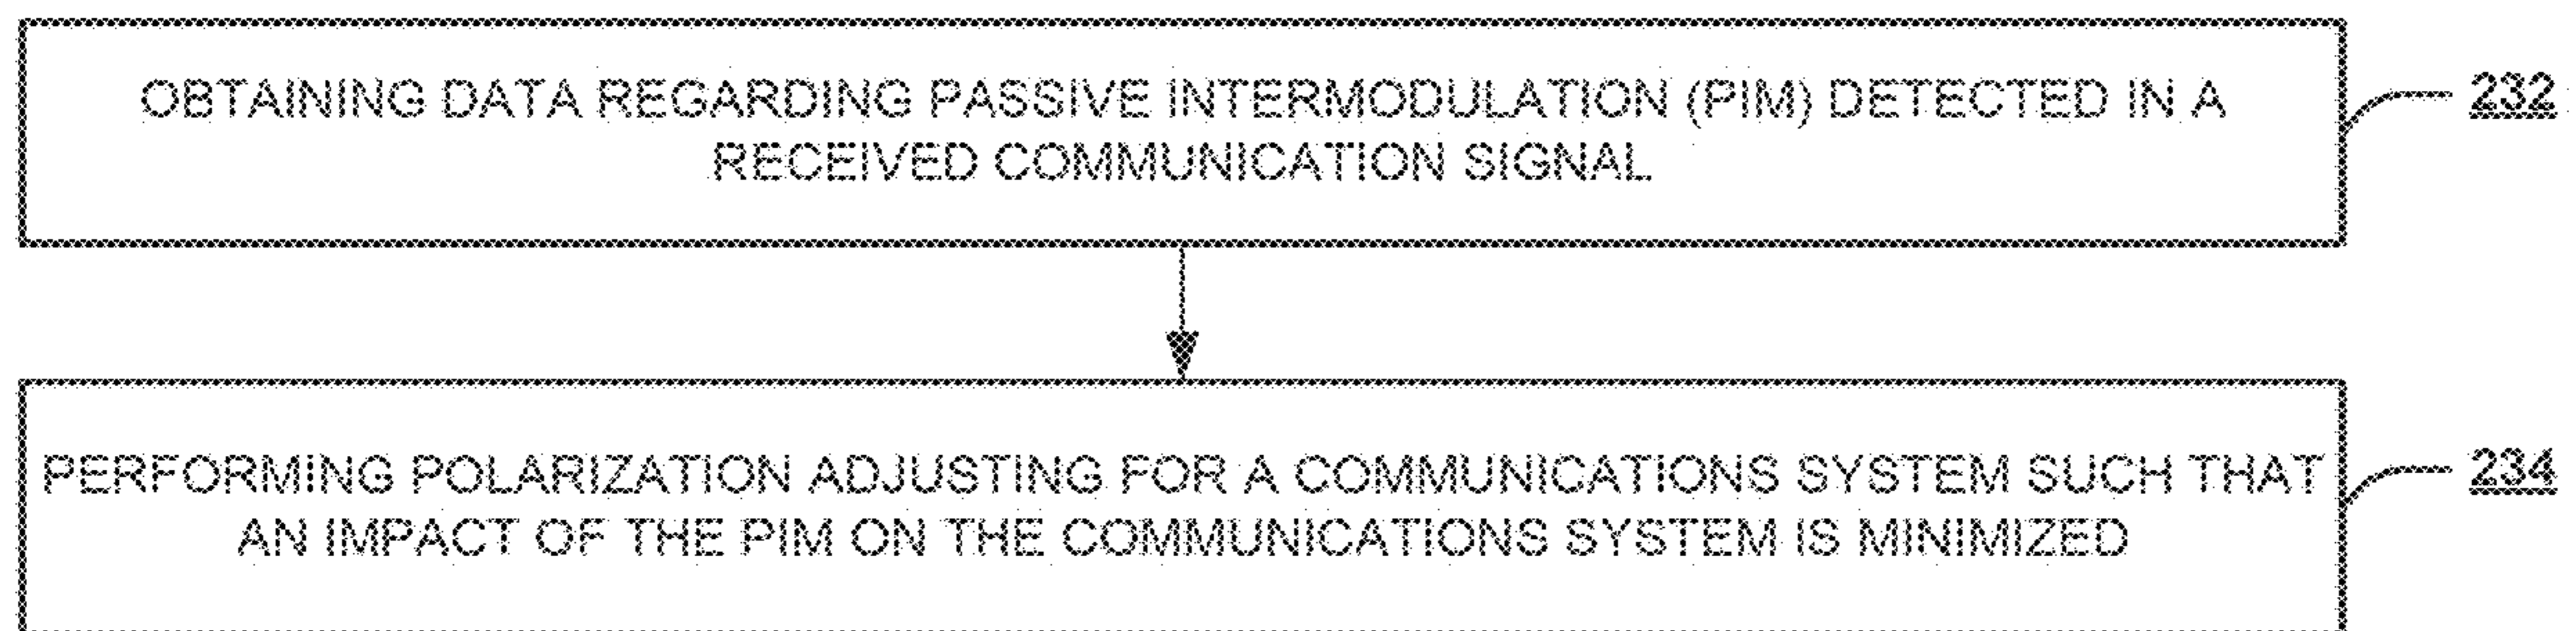 OBTAINING DATA REGARDING PASSIVE INTERMODULATION (PIM) DETECTED IN A
RECEIVED COMMUNICATION SIGNAL
232
PERFORMING POLARIZATION ADJUSTING FOR A COMMUNICATIONS SYSTEM SUCH THAT
AN IMPACT OF THE PIM ON THE COMMUNICATIONS SYSTEM IS MINIMIZED
234